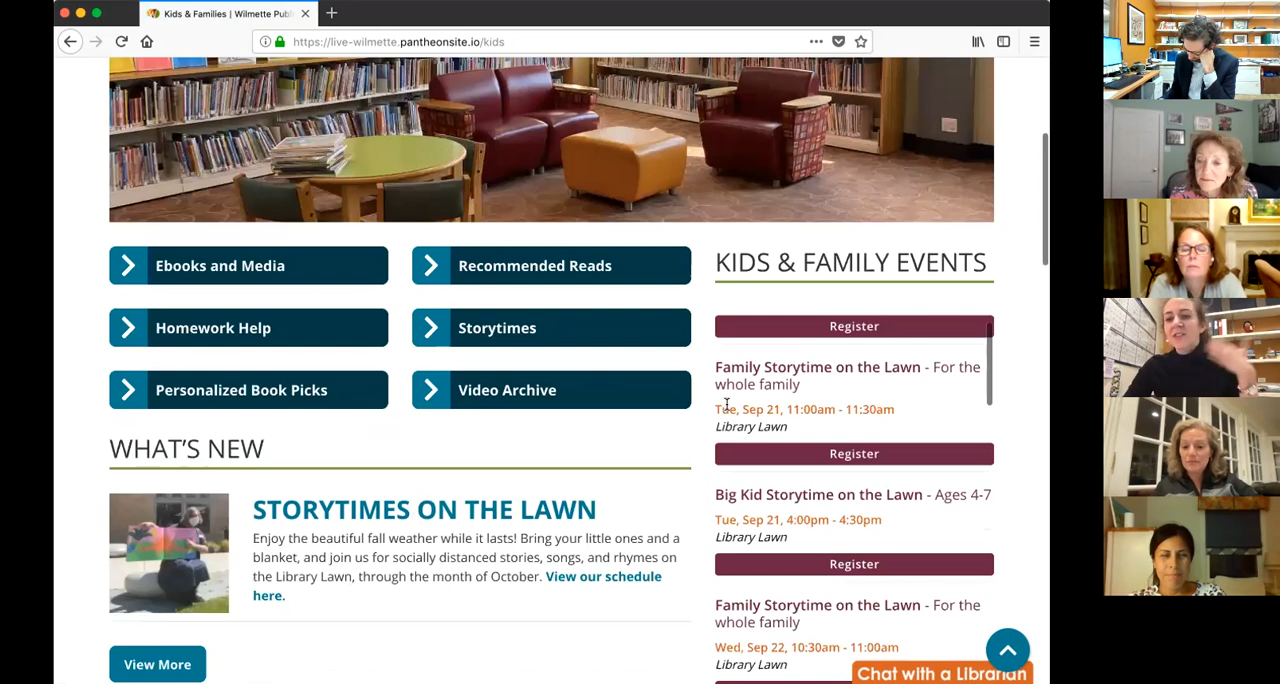 Kids & Families | Wilmette Publ
https://live-wilmette.pantheonsite.io/kids
Ebooks and Media
Recommended Reads
Homework Help
Storytimes
Personalized Book Picks
Video Archive
WHAT'S NEW
STORYTIMES ON THE LAWN
Enjoy the beautiful fall weather while it lasts! Bring your little ones and a
blanket, and join us for socially distanced stories, songs, and rhymes on
the Library Lawn, through the month of October. View our schedule
here.
View More
KIDS & FAMILY EVENTS
Register
Family Storytime on the Lawn - For the
whole family
Tue, Sep 21, 11:00am - 11:30am
Library Lawn
Register
Big Kid Storytime on the Lawn - Ages 4-7
Tue, Sep 21, 4:00pm - 4:30pm
Library Lawn
Register
Family Storytime on the Lawn - For the
whole family
Wed, Sep 22, 10:30am - 11:00am
Library Lawn
Chat with a Librarian